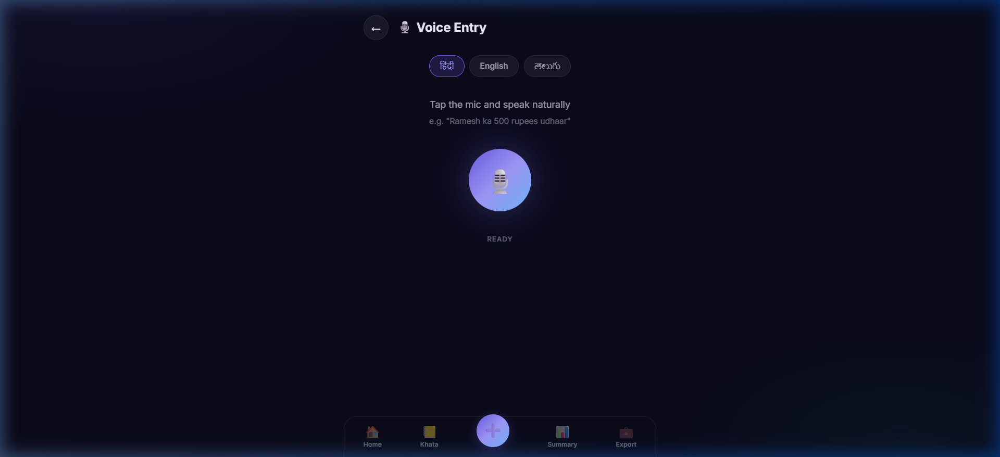 Voice Entry
हिंदी English తెలుగు
Tap the mic and speak naturally
e.g. "Ramesh ka 500 rupees udhaar"
READY
Home Khata Summary Export